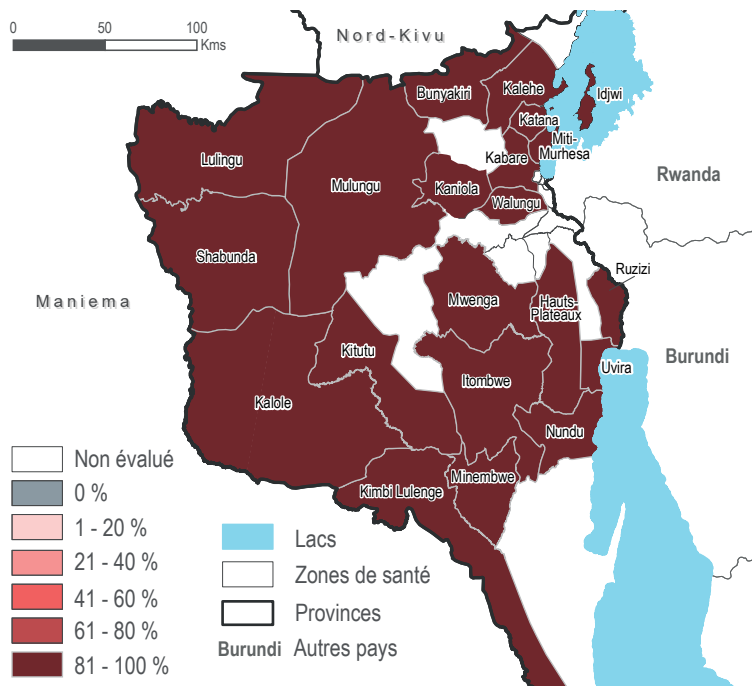 0 50 100
Kms
Nord-Kivu
Bunyakiri
Kalehe
Idjwi
Katana
Miti-
Murhesa
Lulingu
Kabare
Mulungu
Kaniola
Rwanda
Walungu
Shabunda
Ruzizi
Maniema
Mwenga
Hauts-
Plateaux
Kitutu
Burundi
Uvira
Itombwe
Kalole
Nundu
Minembwe
Kimbi Lulenge
Non évalué
0 %
1 - 20 %
21 - 40 %
41 - 60 %
61 - 80 %
81 - 100 %
Lacs
Zones de santé
Provinces
Burundi Autres pays